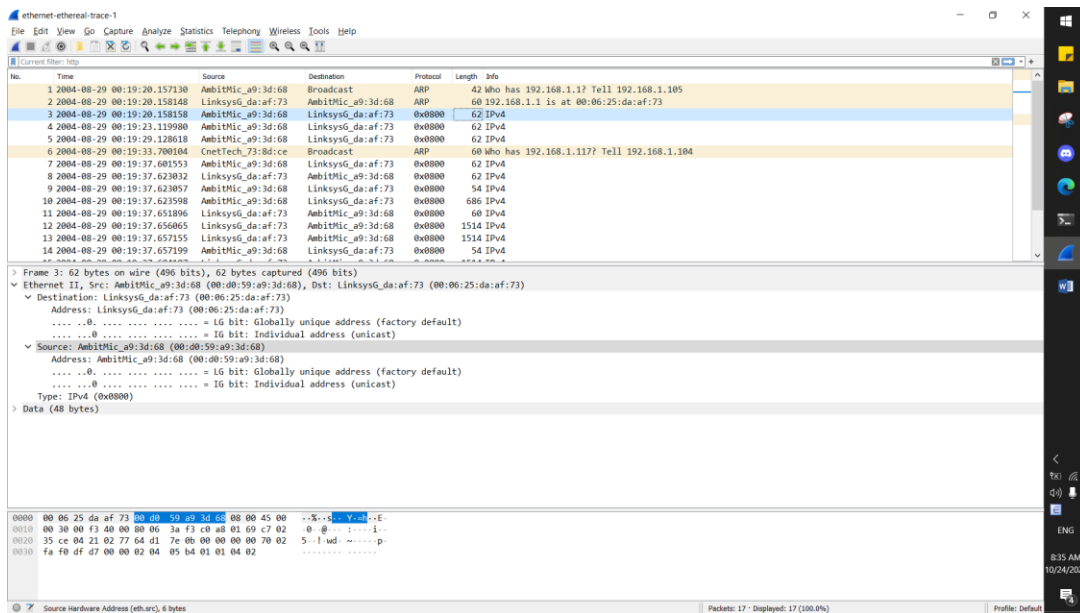 ethernet-ethereal-trace-1
File Edit View Go Capture Analyze Statistics Telephony Wireless Tools Help
Current filter: http
No. Time Source Destination Protocol Length Info
1 2004-08-29 00:19:20.157130 AmbitMic_a9:3d:68 Broadcast ARP 42 Who has 192.168.1.1? Tell 192.168.1.105
2 2004-08-29 00:19:20.158148 LinksysG_da:af:73 AmbitMic_a9:3d:68 ARP 60 192.168.1.1 is at 00:06:25:da:af:73
3 2004-08-29 00:19:20.158158 AmbitMic_a9:3d:68 LinksysG_da:af:73 0x0800 62 IPv4
4 2004-08-29 00:19:23.119980 AmbitMic_a9:3d:68 LinksysG_da:af:73 0x0800 62 IPv4
5 2004-08-29 00:19:29.128618 AmbitMic_a9:3d:68 LinksysG_da:af:73 0x0800 62 IPv4
6 2004-08-29 00:19:33.700104 CnetTech_73:8d:ce Broadcast ARP 60 Who has 192.168.1.117? Tell 192.168.1.104
7 2004-08-29 00:19:37.601553 AmbitMic_a9:3d:68 LinksysG_da:af:73 0x0800 62 IPv4
8 2004-08-29 00:19:37.623032 LinksysG_da:af:73 AmbitMic_a9:3d:68 0x0800 62 IPv4
9 2004-08-29 00:19:37.623057 AmbitMic_a9:3d:68 LinksysG_da:af:73 0x0800 54 IPv4
10 2004-08-29 00:19:37.623598 AmbitMic_a9:3d:68 LinksysG_da:af:73 0x0800 686 IPv4
11 2004-08-29 00:19:37.651896 LinksysG_da:af:73 AmbitMic_a9:3d:68 0x0800 60 IPv4
12 2004-08-29 00:19:37.656065 LinksysG_da:af:73 AmbitMic_a9:3d:68 0x0800 1514 IPv4
13 2004-08-29 00:19:37.657155 LinksysG_da:af:73 AmbitMic_a9:3d:68 0x0800 1514 IPv4
14 2004-08-29 00:19:37.657199 AmbitMic_a9:3d:68 LinksysG_da:af:73 0x0800 54 IPv4
Frame 3: 62 bytes on wire (496 bits), 62 bytes captured (496 bits)
Ethernet II, Src: AmbitMic_a9:3d:68 (00:d0:59:a9:3d:68), Dst: LinksysG_da:af:73 (00:06:25:da:af:73)
Destination: LinksysG_da:af:73 (00:06:25:da:af:73)
Address: LinksysG_da:af:73 (00:06:25:da:af:73)
.... ..0. .... .... .... .... = LG bit: Globally unique address (factory default)
.... ...0 .... .... .... .... = IG bit: Individual address (unicast)
Source: AmbitMic_a9:3d:68 (00:d0:59:a9:3d:68)
Address: AmbitMic_a9:3d:68 (00:d0:59:a9:3d:68)
.... ..0. .... .... .... .... = LG bit: Globally unique address (factory default)
.... ...0 .... .... .... .... = IG bit: Individual address (unicast)
Type: IPv4 (0x0800)
Data (48 bytes)
0000 00 06 25 da af 73 00 d0 59 a9 3d 68 08 00 45 00 ··%··s·· Y·=h··E·
0010 00 30 00 f3 40 00 80 06 3a f3 c0 a8 01 69 c7 02 ·0··@··· :····i··
0020 35 ce 04 21 02 77 64 d1 7e 0b 00 00 00 00 70 02 5··!·wd· ~·····p·
0030 fa f0 df d7 00 00 02 04 05 b4 01 01 04 02 ········ ······
Source Hardware Address (eth.src), 6 bytes
Packets: 17 · Displayed: 17 (100.0%)
Profile: Default
ENG
8:35 AM
10/24/202